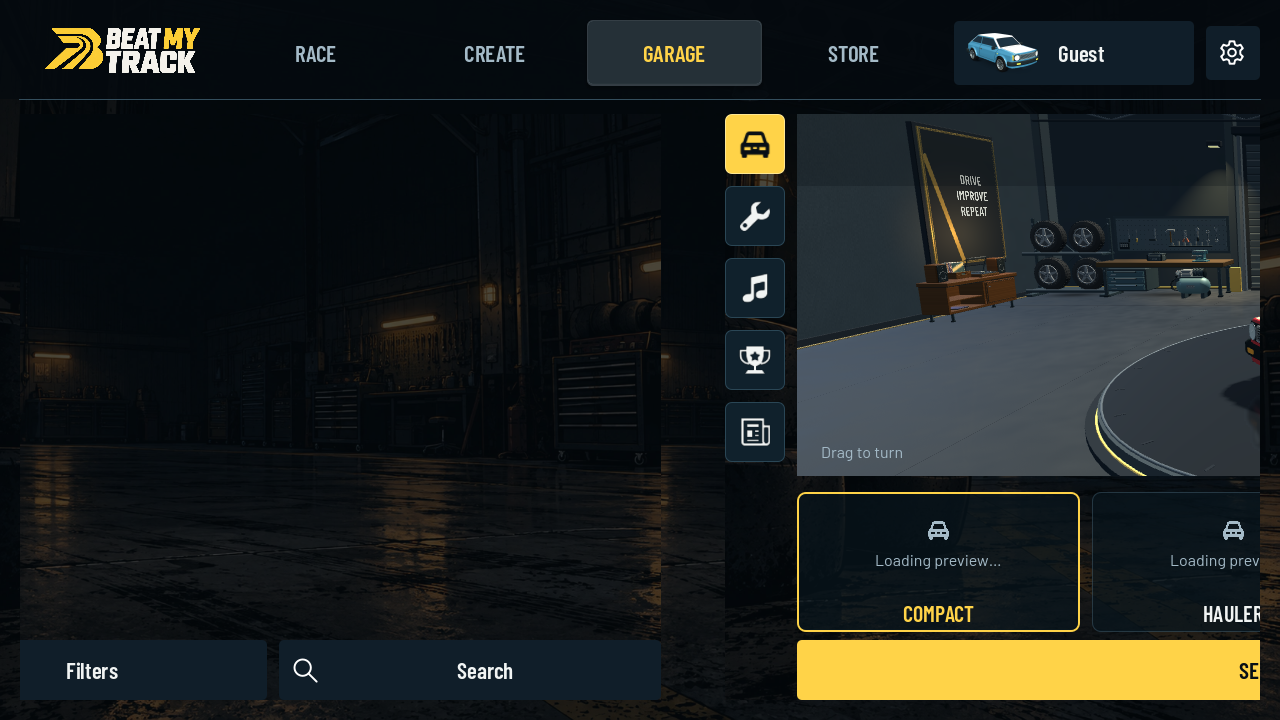 BEAT MY
TRACK
RACE
CREATE
GARAGE
STORE
Guest
DRIVE
IMPROVE
REPEAT
Drag to turn
Loading preview...
COMPACT
Loading prev
HAULER
Filters
Search
SE